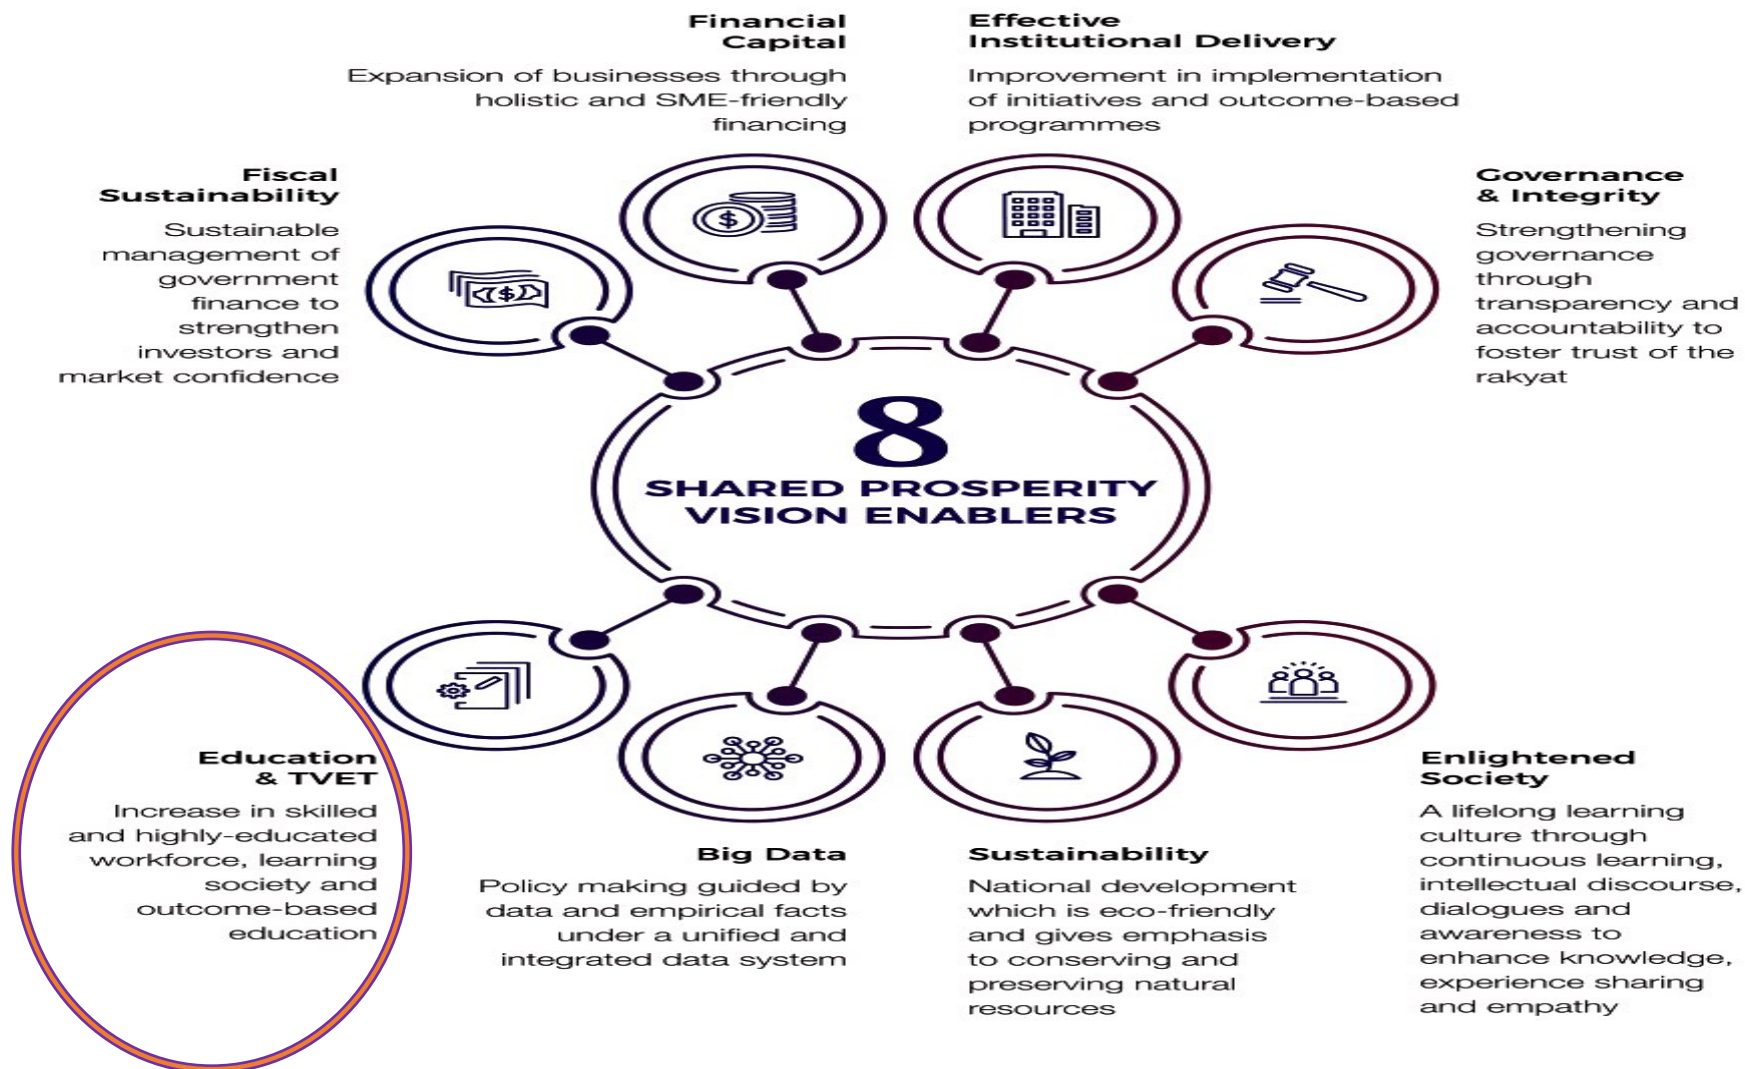 Financial
Capital
Expansion of businesses through
holistic and SME-friendly
financing
Effective
Institutional Delivery
Improvement in implementation
of initiatives and outcome-based
programmes
Fiscal
Sustainability
Sustainable
management of
government
finance to
strengthen
investors and
market confidence
Governance
& Integrity
Strengthening
governance
through
transparency and
accountability to
foster trust of the
rakyat
8
SHARED PROSPERITY
VISION ENABLERS
Education
& TVET
Increase in skilled
and highly-educated
workforce, learning
society and
outcome-based
education
Big Data
Policy making guided by
data and empirical facts
under a unified and
integrated data system
Sustainability
National development
which is eco-friendly
and gives emphasis
to conserving and
preserving natural
resources
Enlightened
Society
A lifelong learning
culture through
continuous learning,
intellectual discourse,
dialogues and
awareness to
enhance knowledge,
experience sharing
and empathy